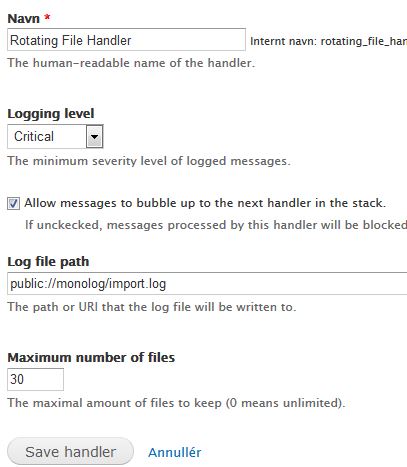 Navn *
Rotating File Handler Internt navn: rotating_file_han
The human-readable name of the handler.
Logging level
Critical
The minimum severity level of logged messages.
Allow messages to bubble up to the next handler in the stack.
If unckecked, messages processed by this handler will be blocked
Log file path
public://monolog/import.log
The path or URI that the log file will be written to.
Maximum number of files
30
The maximal amount of files to keep (0 means unlimited).
Save handler Annullér